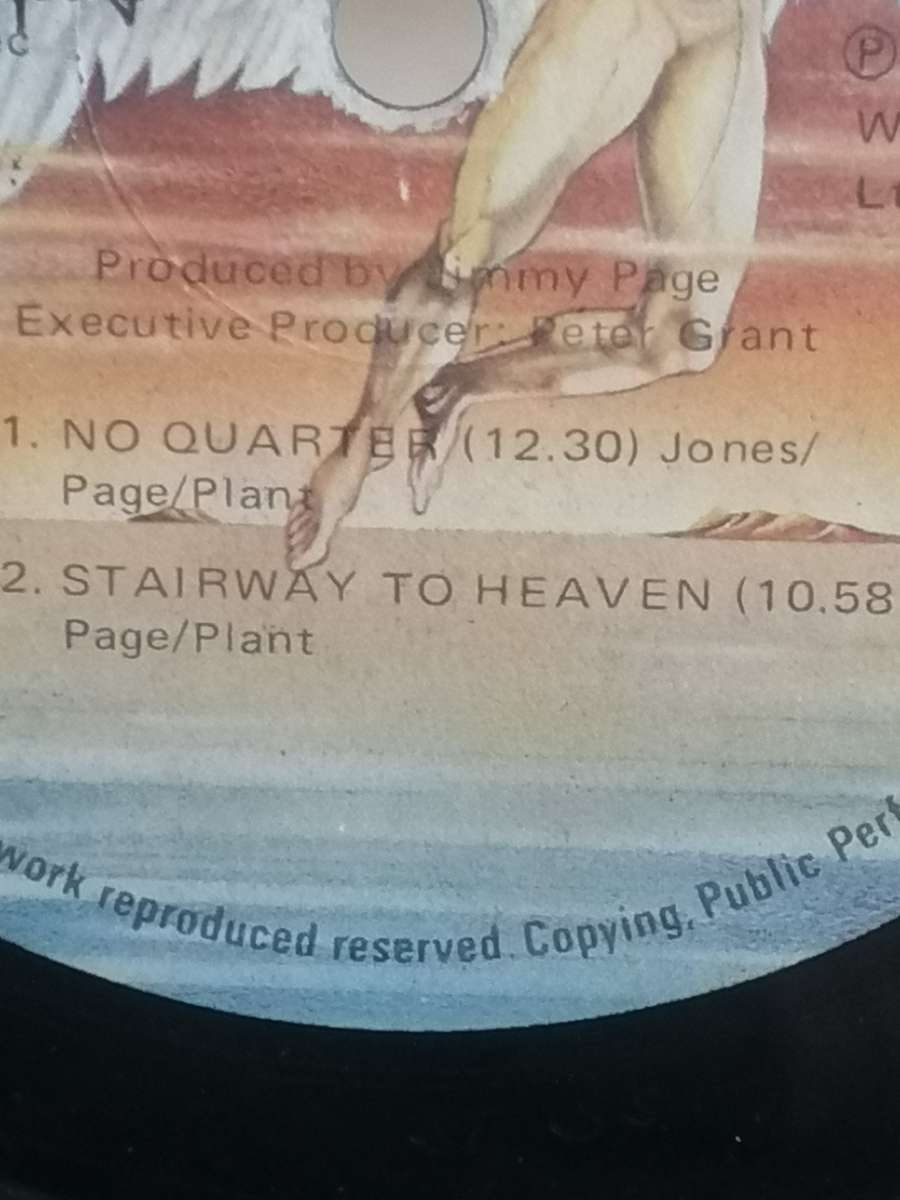 Ⓟ
Produced by Jimmy Page
Executive Producer: Peter Grant
1. NO QUARTER (12.30) Jones/
Page/Plant
2. STAIRWAY TO HEAVEN (10.58
Page/Plant
work reproduced reserved. Copying, Public Perf